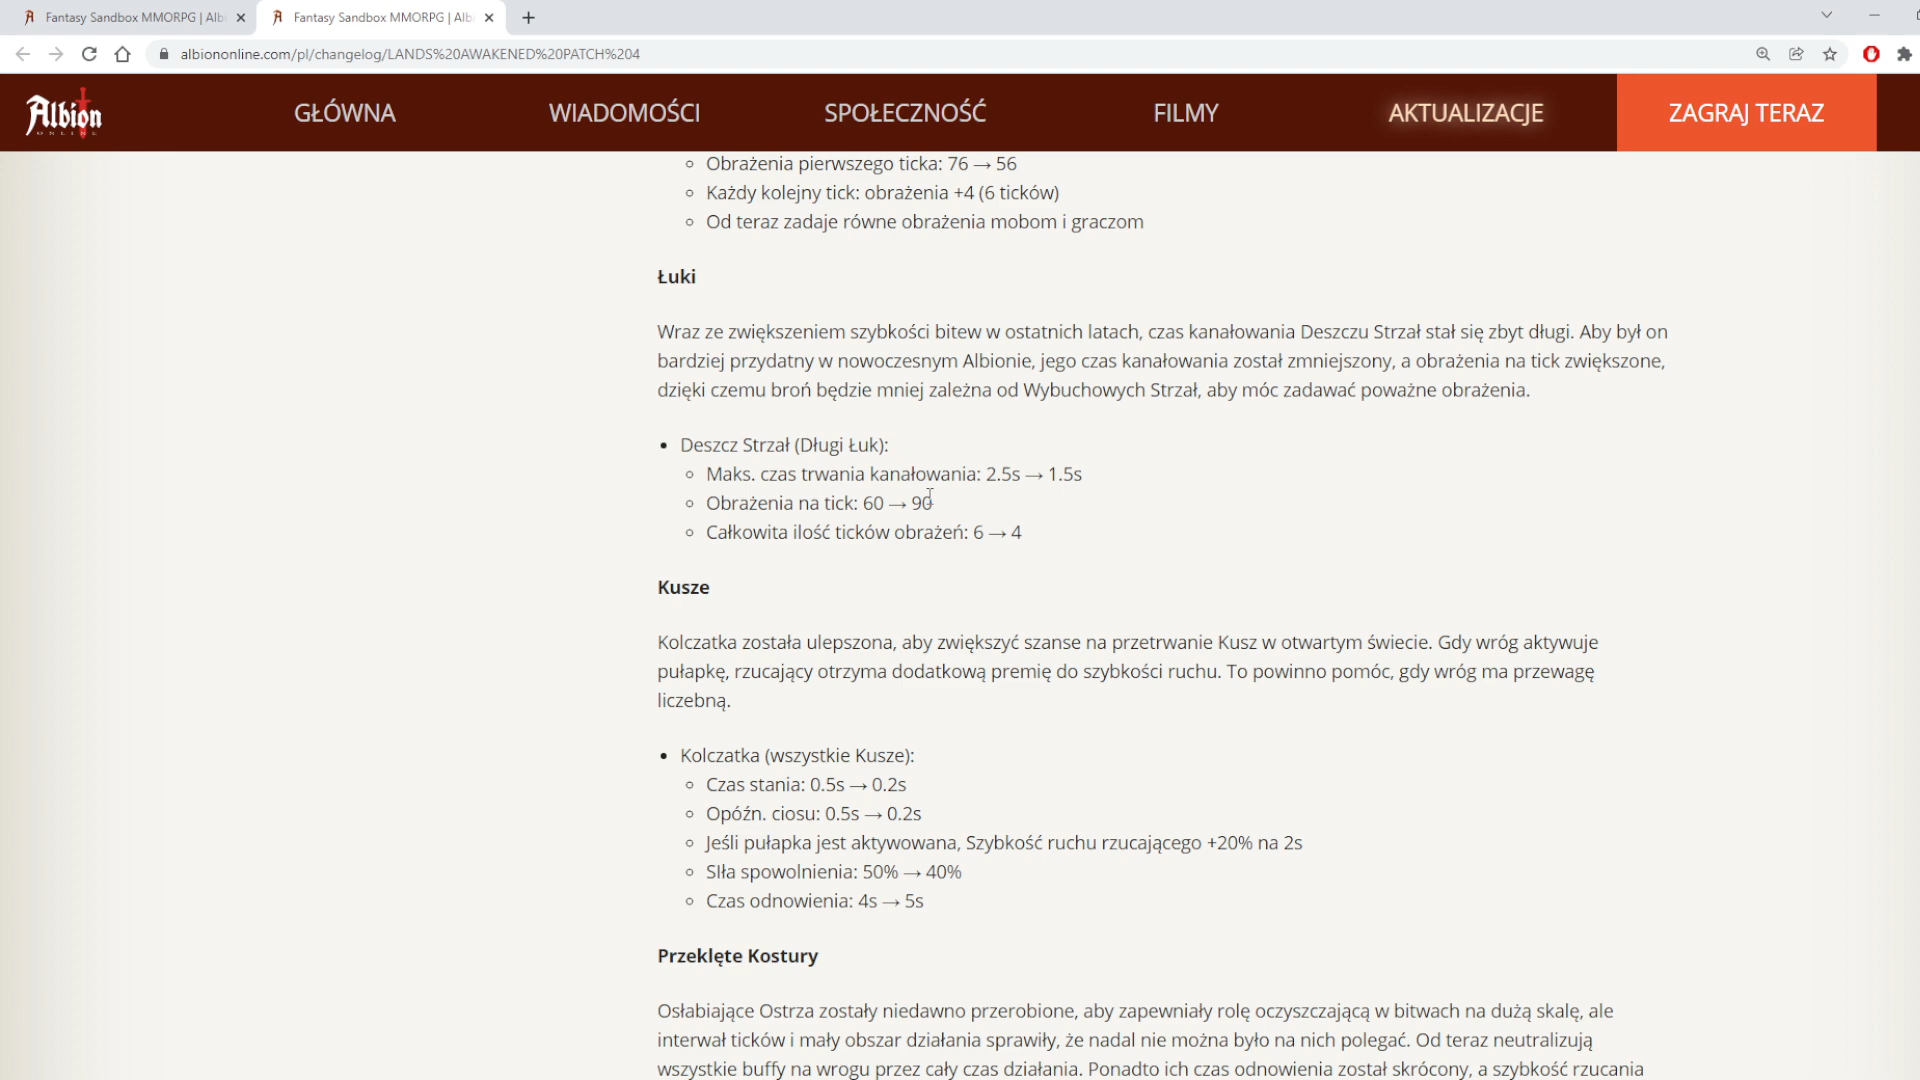 Fantasy Sandbox MMORPG | Alb
Fantasy Sandbox MMORPG | Alb
albiononline.com/pl/changelog/LANDS%20AWAKENED%20PATCH%204
Albion
ONLINE
GŁÓWNA
WIADOMOŚCI
SPOŁECZNOŚĆ
FILMY
AKTUALIZACJE
ZAGRAJ TERAZ
Obrażenia pierwszego ticka: 76 → 56
Każdy kolejny tick: obrażenia +4 (6 ticków)
Od teraz zadaje równe obrażenia mobom i graczom
Łuki
Wraz ze zwiększeniem szybkości bitew w ostatnich latach, czas kanałowania Deszczu Strzał stał się zbyt długi. Aby był on
bardziej przydatny w nowoczesnym Albionie, jego czas kanałowania został zmniejszony, a obrażenia na tick zwiększone,
dzięki czemu broń będzie mniej zależna od Wybuchowych Strzał, aby móc zadawać poważne obrażenia.
Deszcz Strzał (Długi Łuk):
Maks. czas trwania kanałowania: 2.5s → 1.5s
Obrażenia na tick: 60 → 90
Całkowita ilość ticków obrażeń: 6 → 4
Kusze
Kolczatka została ulepszona, aby zwiększyć szanse na przetrwanie Kusz w otwartym świecie. Gdy wróg aktywuje
pułapkę, rzucający otrzyma dodatkową premię do szybkości ruchu. To powinno pomóc, gdy wróg ma przewagę
liczebną.
Kolczatka (wszystkie Kusze):
Czas stania: 0.5s → 0.2s
Opóźn. ciosu: 0.5s → 0.2s
Jeśli pułapka jest aktywowana, Szybkość ruchu rzucającego +20% na 2s
SIła spowolnienia: 50% → 40%
Czas odnowienia: 4s → 5s
Przeklęte Kostury
Osłabiające Ostrza zostały niedawno przerobione, aby zapewniały rolę oczyszczającą w bitwach na dużą skalę, ale
interwał ticków i mały obszar działania sprawiły, że nadal nie można było na nich polegać. Od teraz neutralizują
wszystkie buffy na wrogu przez cały czas działania. Ponadto ich czas odnowienia został skrócony, a szybkość rzucania